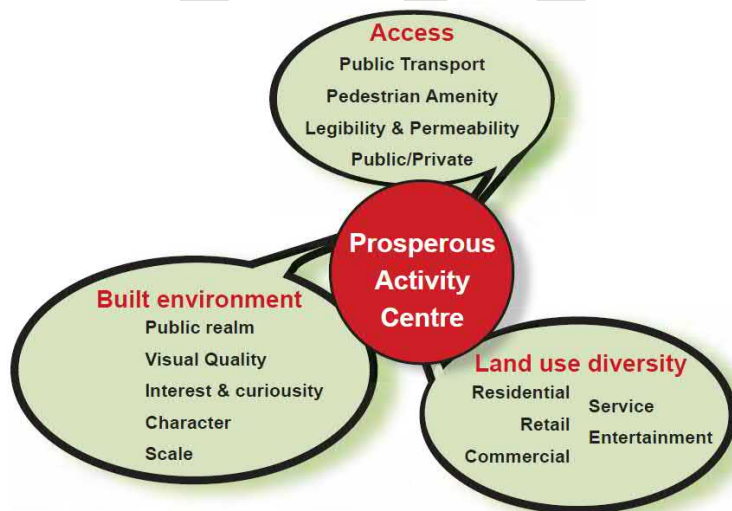 Access
Public Transport
Pedestrian Amenity
Legibility & Permeability
Public/Private
Prosperous
Activity
Centre
Built environment
Public realm
Visual Quality
Interest & curiousity
Character
Scale
Land use diversity
Residential
Retail
Commercial
Service
Entertainment